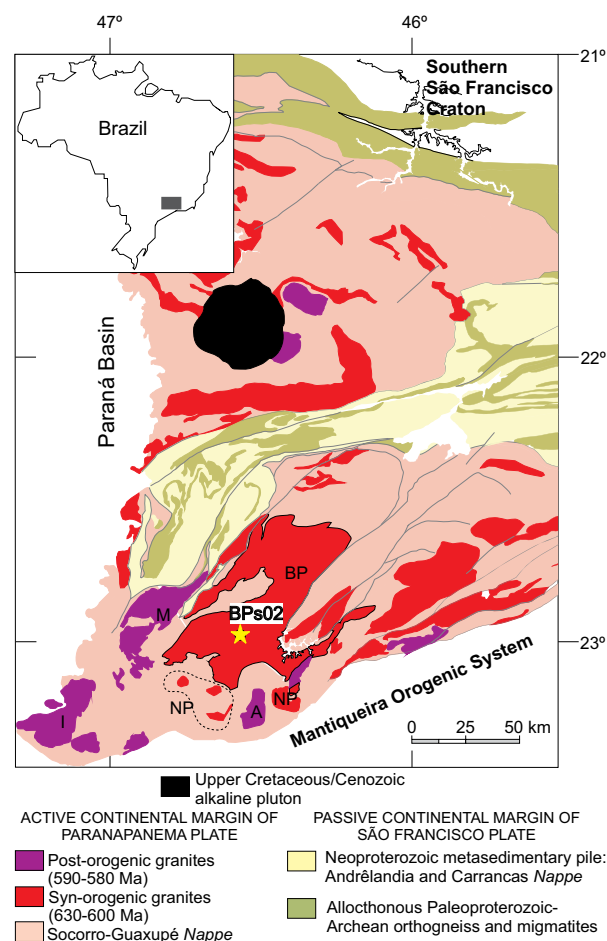 47º 46º
21º
Southern
São Francisco
Craton
Brazil
Paraná Basin
22º
BP
BPs02
M
23º
NP
A
NP
I
Mantiqueira Orogenic System
0 25 50 km
Upper Cretaceous/Cenozoic
alkaline pluton
ACTIVE CONTINENTAL MARGIN OF
PARANAPANEMA PLATE
Post-orogenic granites
(590-580 Ma)
Syn-orogenic granites
(630-600 Ma)
Socorro-Guaxupé Nappe
PASSIVE CONTINENTAL MARGIN OF
SÃO FRANCISCO PLATE
Neoproterozoic metasedimentary pile:
Andrêlandia and Carrancas Nappe
Allocthonous Paleoproterozoic-
Archean orthogneiss and migmatites